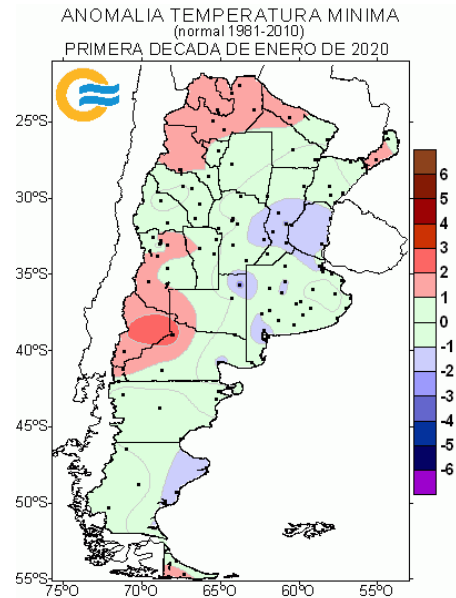 ANOMALIA TEMPERATURA MINIMA
(normal 1981-2010)
PRIMERA DECADA DE ENERO DE 2020
25ºS
30ºS
35ºS
40ºS
45ºS
50ºS
55ºS
75ºO
70ºO
65ºO
60ºO
55ºO
6
5
4
3
2
1
0
-1
-2
-3
-4
-5
-6